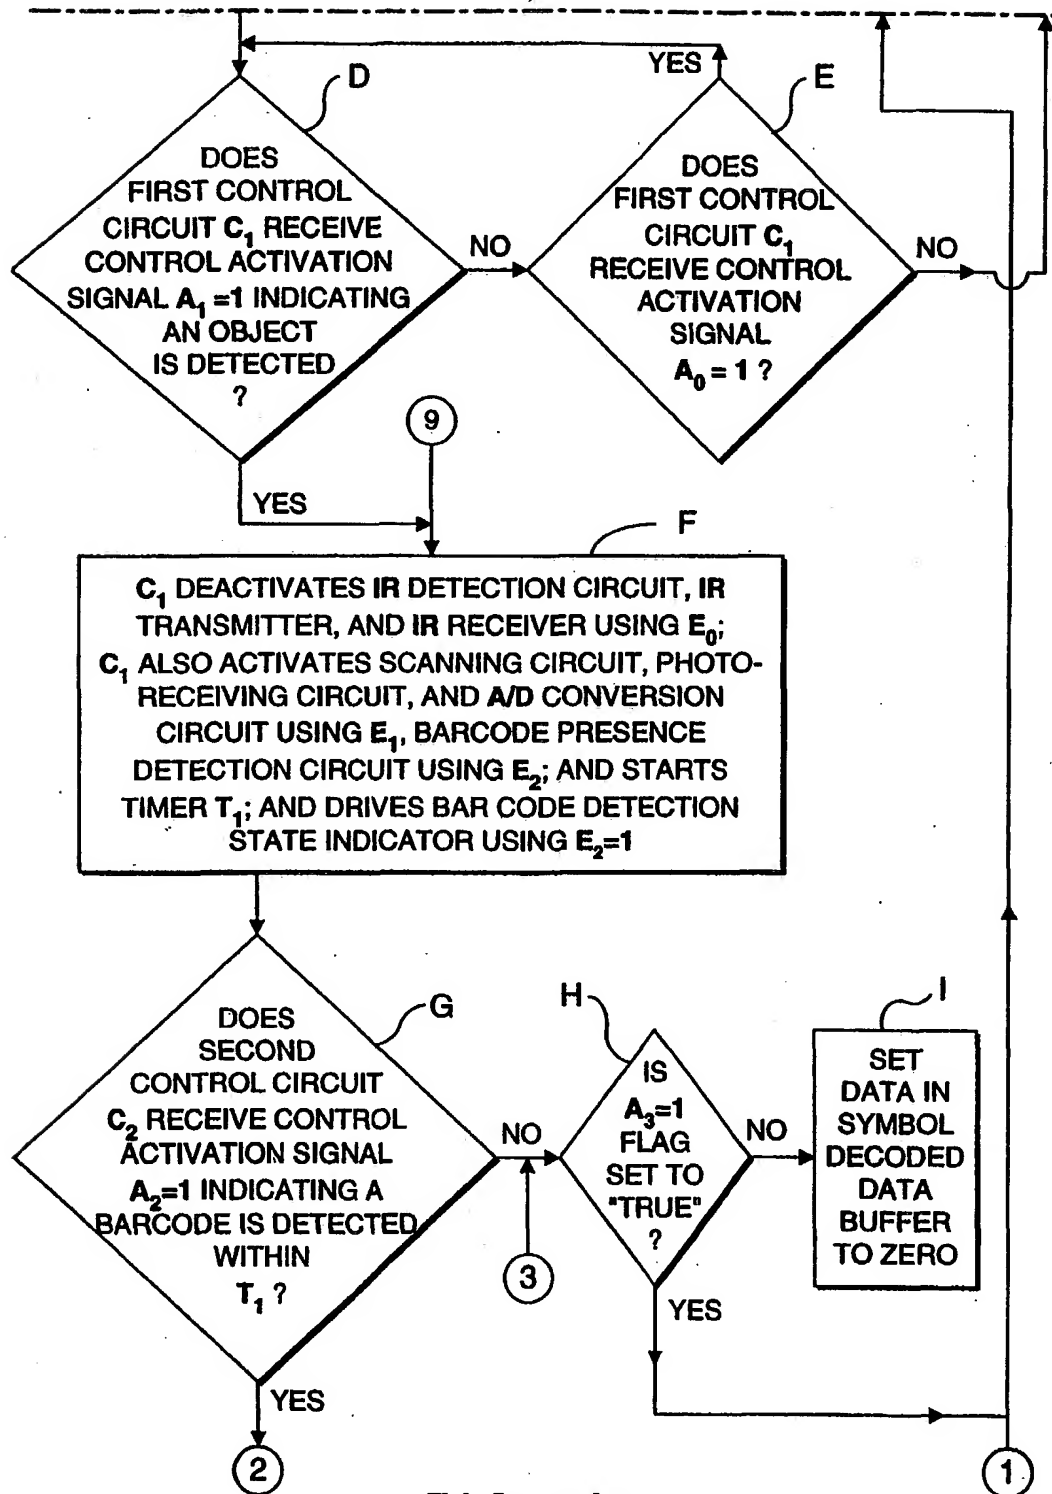 D
DOES
FIRST CONTROL
CIRCUIT C₁ RECEIVE
CONTROL ACTIVATION
SIGNAL A₁ =1 INDICATING
AN OBJECT
IS DETECTED
?
NO
YES
YES
E
DOES
FIRST CONTROL
CIRCUIT C₁
RECEIVE CONTROL
ACTIVATION
SIGNAL
A₀ = 1 ?
NO
9
F
C₁ DEACTIVATES IR DETECTION CIRCUIT, IR
TRANSMITTER, AND IR RECEIVER USING E₀;
C₁ ALSO ACTIVATES SCANNING CIRCUIT, PHOTO-
RECEIVING CIRCUIT, AND A/D CONVERSION
CIRCUIT USING E₁, BARCODE PRESENCE
DETECTION CIRCUIT USING E₂; AND STARTS
TIMER T₁; AND DRIVES BAR CODE DETECTION
STATE INDICATOR USING E₂=1
G
DOES
SECOND
CONTROL CIRCUIT
C₂ RECEIVE CONTROL
ACTIVATION SIGNAL
A₂=1 INDICATING A
BARCODE IS DETECTED
WITHIN
T₁ ?
NO
3
YES
2
H
IS
A₃=1
FLAG
SET TO
"TRUE"
?
NO
YES
I
SET
DATA IN
SYMBOL
DECODED
DATA
BUFFER
TO ZERO
1